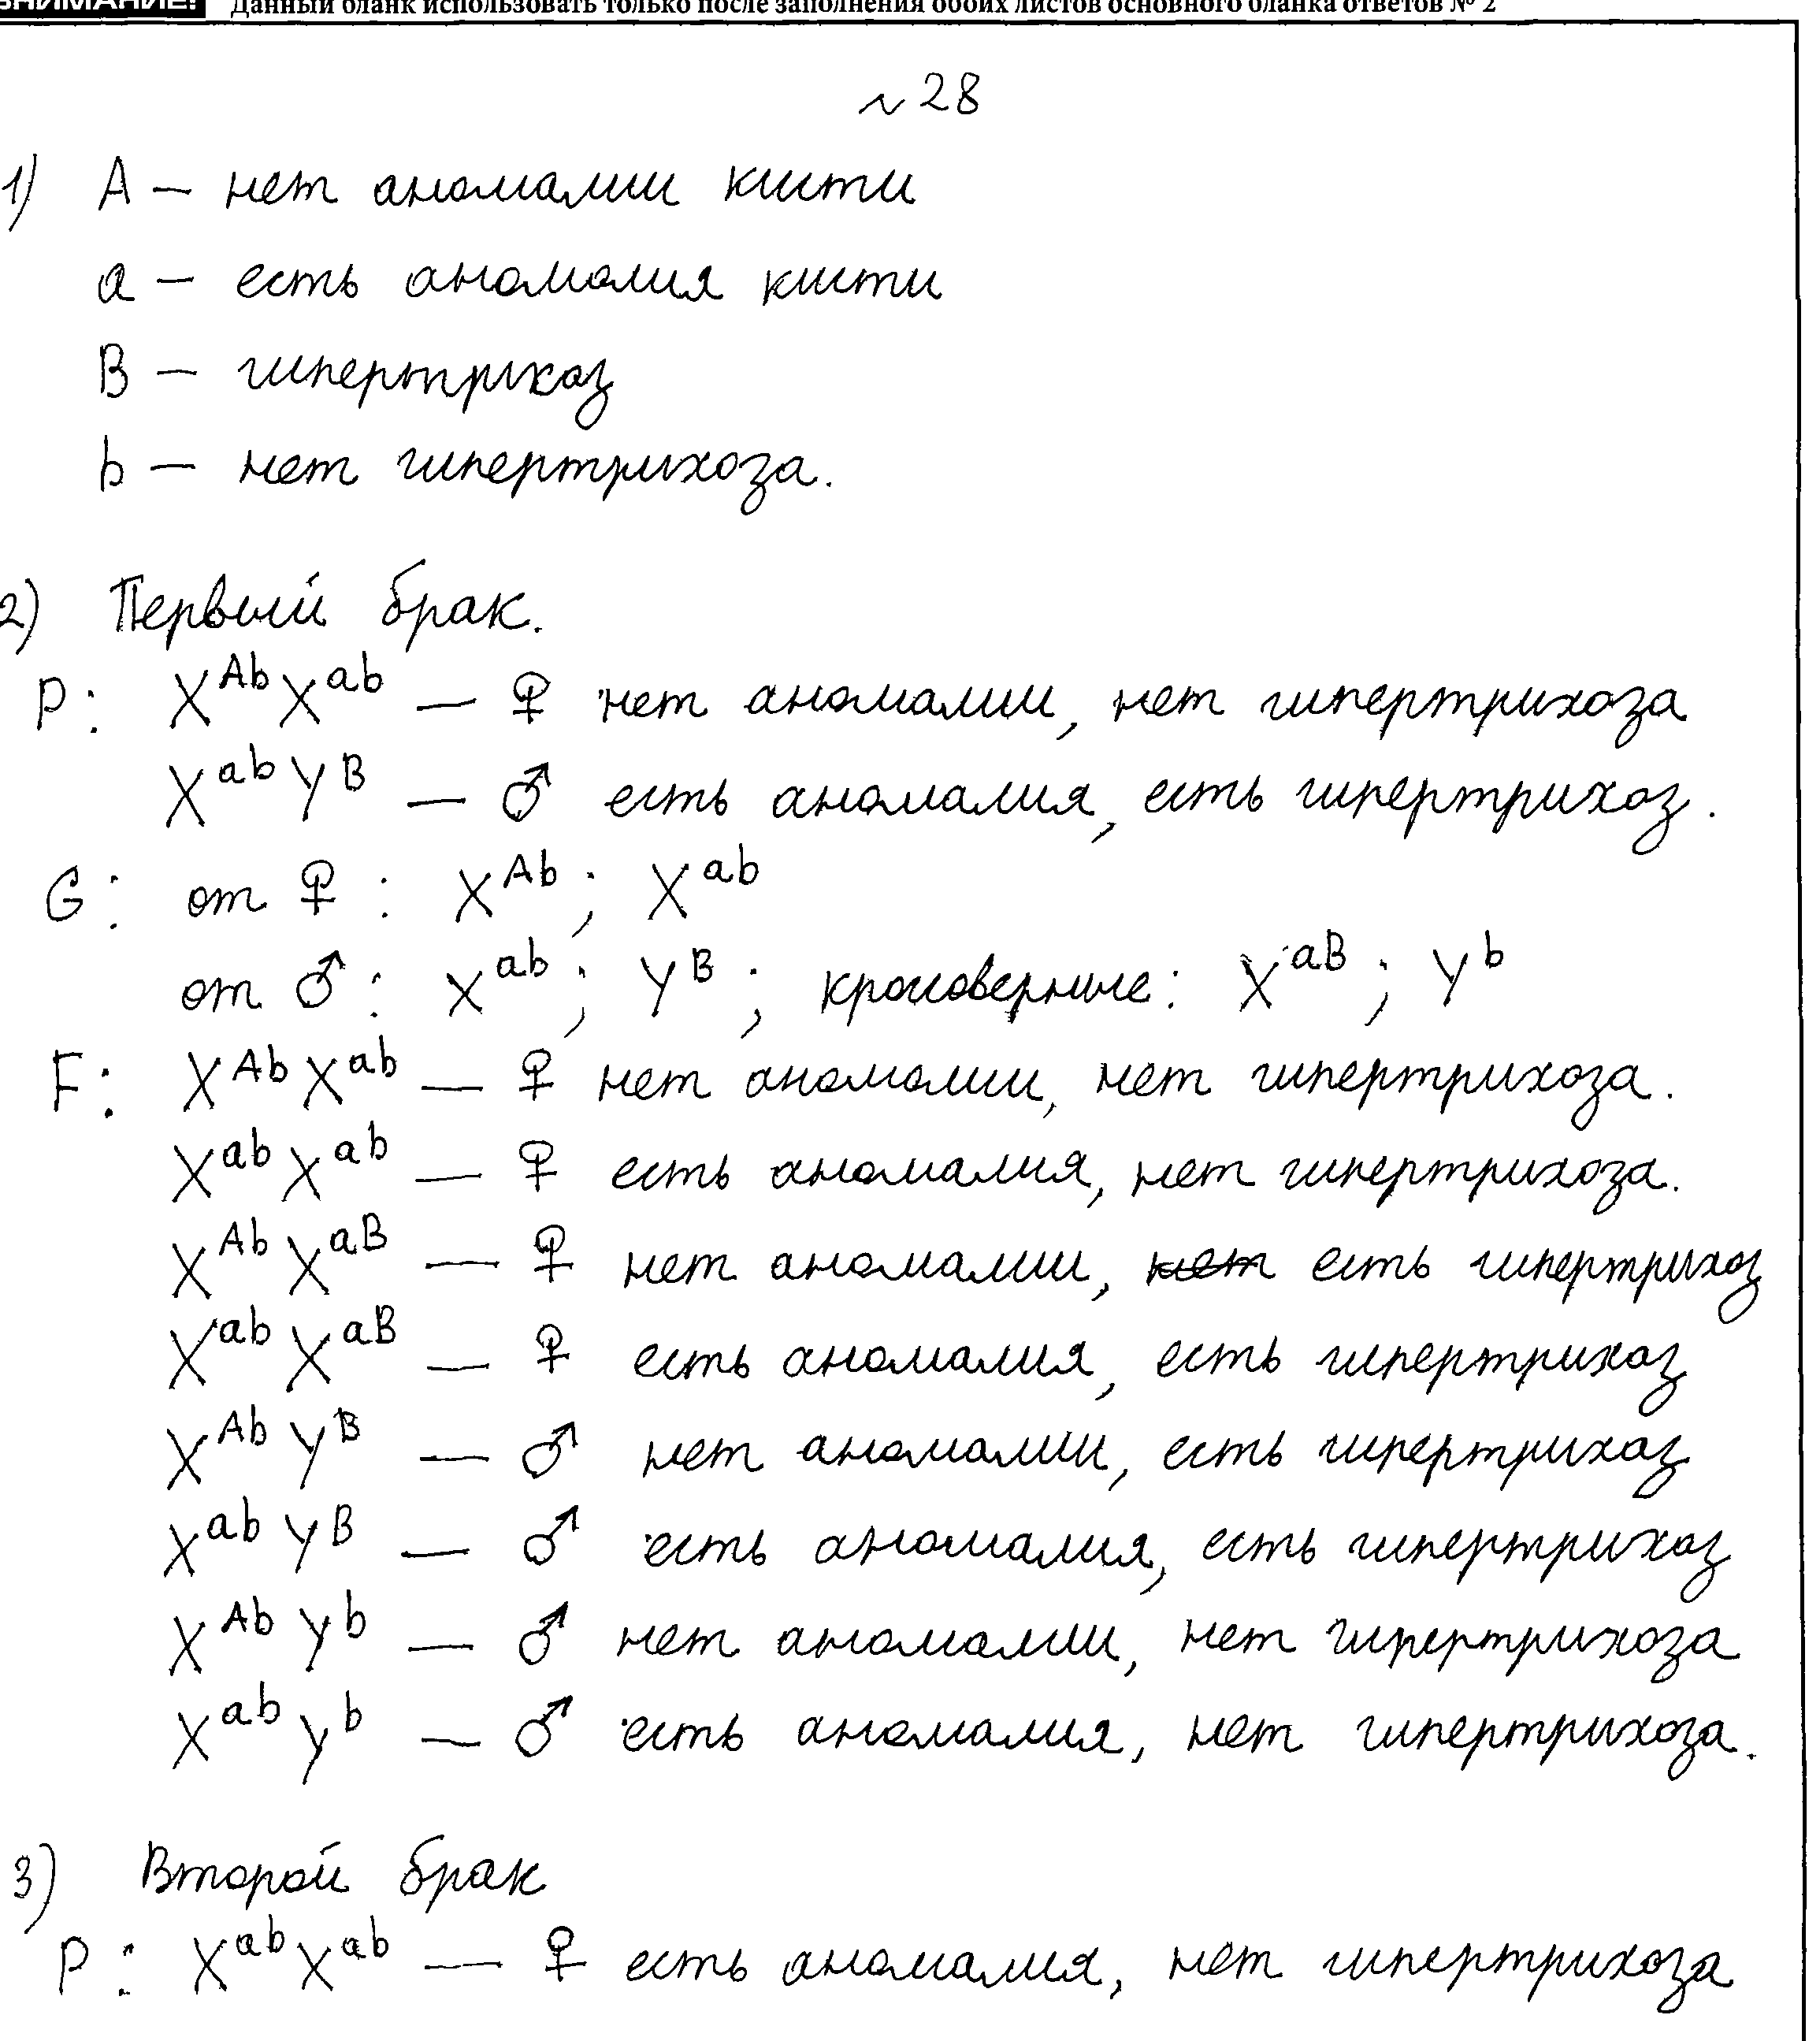 ВНИМАНИЕ! Данный бланк использовать только после заполнения обоих листов основного бланка ответов № 2
№28
1) A — нет аномалии кисти
a — есть аномалия кисти
B — гипертрихоз
b — нет гипертрихоза.
2) Первый брак.
P: X^Ab X^ab — ♀ нет аномалии, нет гипертрихоза
X^ab Y^B — ♂ есть аномалия, есть гипертрихоз.
G: от ♀: X^Ab; X^ab
от ♂: X^ab; Y^B; кроссоверные: X^aB; Y^b
F: X^Ab X^ab — ♀ нет аномалии, нет гипертрихоза.
X^ab X^ab — ♀ есть аномалия, нет гипертрихоза.
X^Ab X^aB — ♀ нет аномалии, нет есть гипертрихоз
X^ab X^aB — ♀ есть аномалия, есть гипертрихоз
X^Ab Y^B — ♂ нет аномалии, есть гипертрихоз
X^ab Y^B — ♂ есть аномалия, есть гипертрихоз
X^Ab Y^b — ♂ нет аномалии, нет гипертрихоза
X^ab Y^b — ♂ есть аномалия, нет гипертрихоза.
3) Второй брак
P: X^ab X^ab — ♀ есть аномалия, нет гипертрихоза